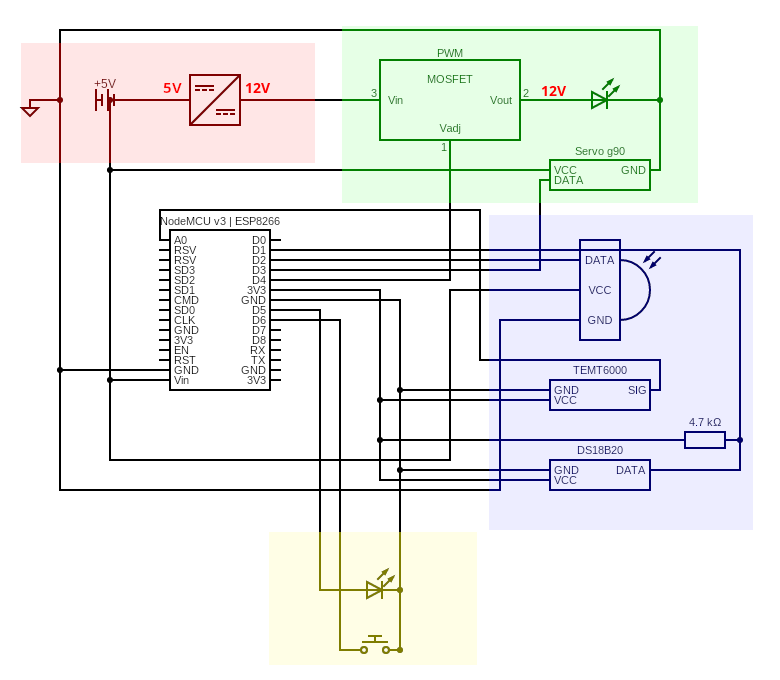 PWM
+5V
5V
12V
MOSFET
3
Vin
Vout
2
12V
Vadj
1
Servo g90
VCC
GND
DATA
NodeMCU v3 | ESP8266
A0
D0
RSV
D1
RSV
D2
SD3
D3
SD2
D4
SD1
3V3
CMD
GND
SD0
D5
CLK
D6
GND
D7
3V3
D8
EN
RX
RST
TX
GND
GND
Vin
3V3
DATA
VCC
GND
TEMT6000
GND
SIG
VCC
4.7 kΩ
DS18B20
GND
DATA
VCC